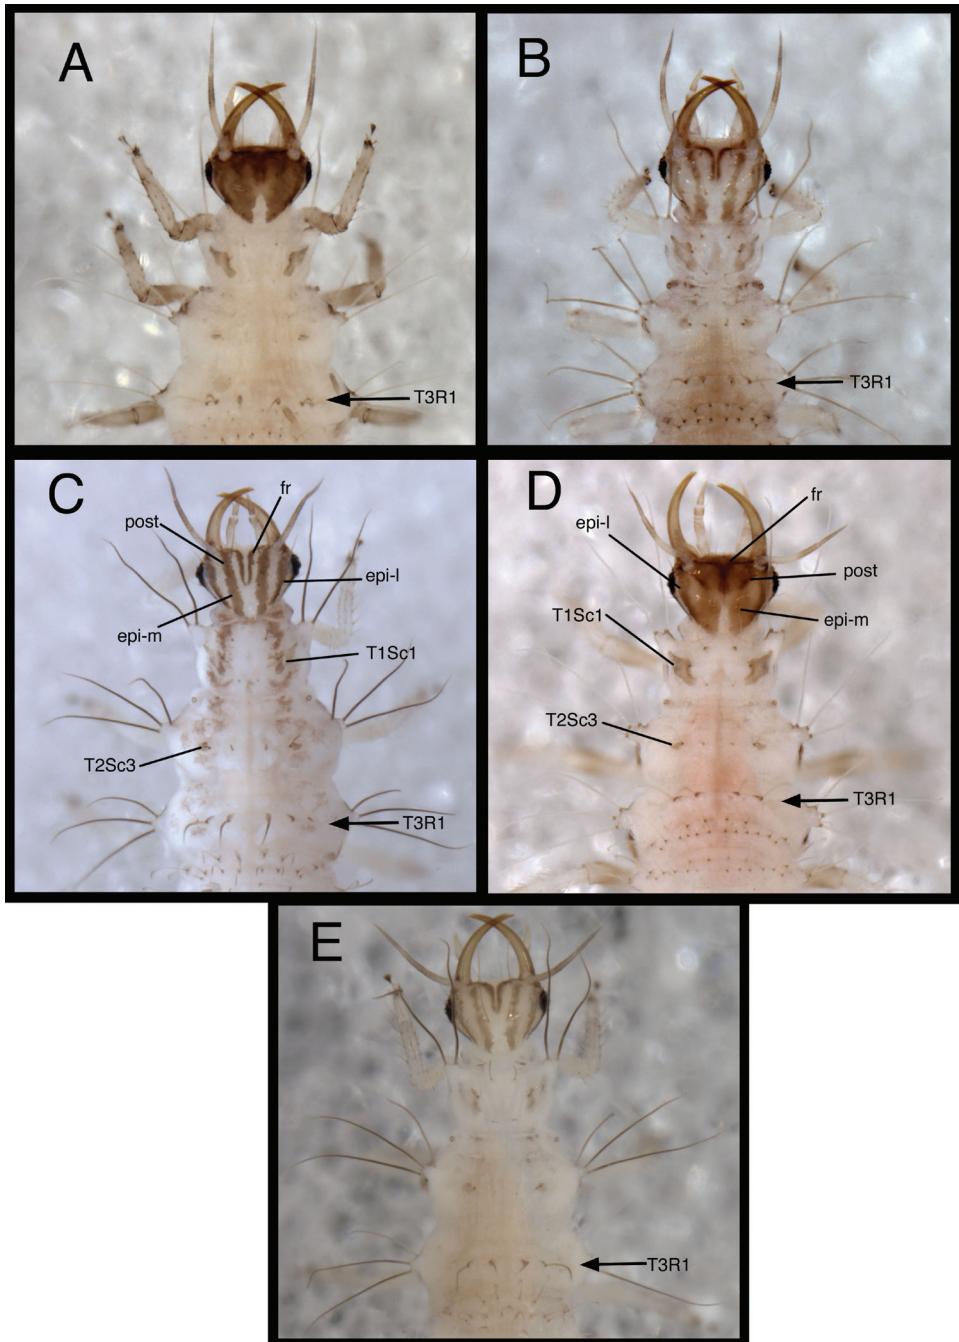 A
T3R1
B
T3R1
C
fr
post
epi-l
epi-m
T1Sc1
T2Sc3
T3R1
D
fr
epi-l
post
epi-m
T1Sc1
T2Sc3
T3R1
E
T3R1